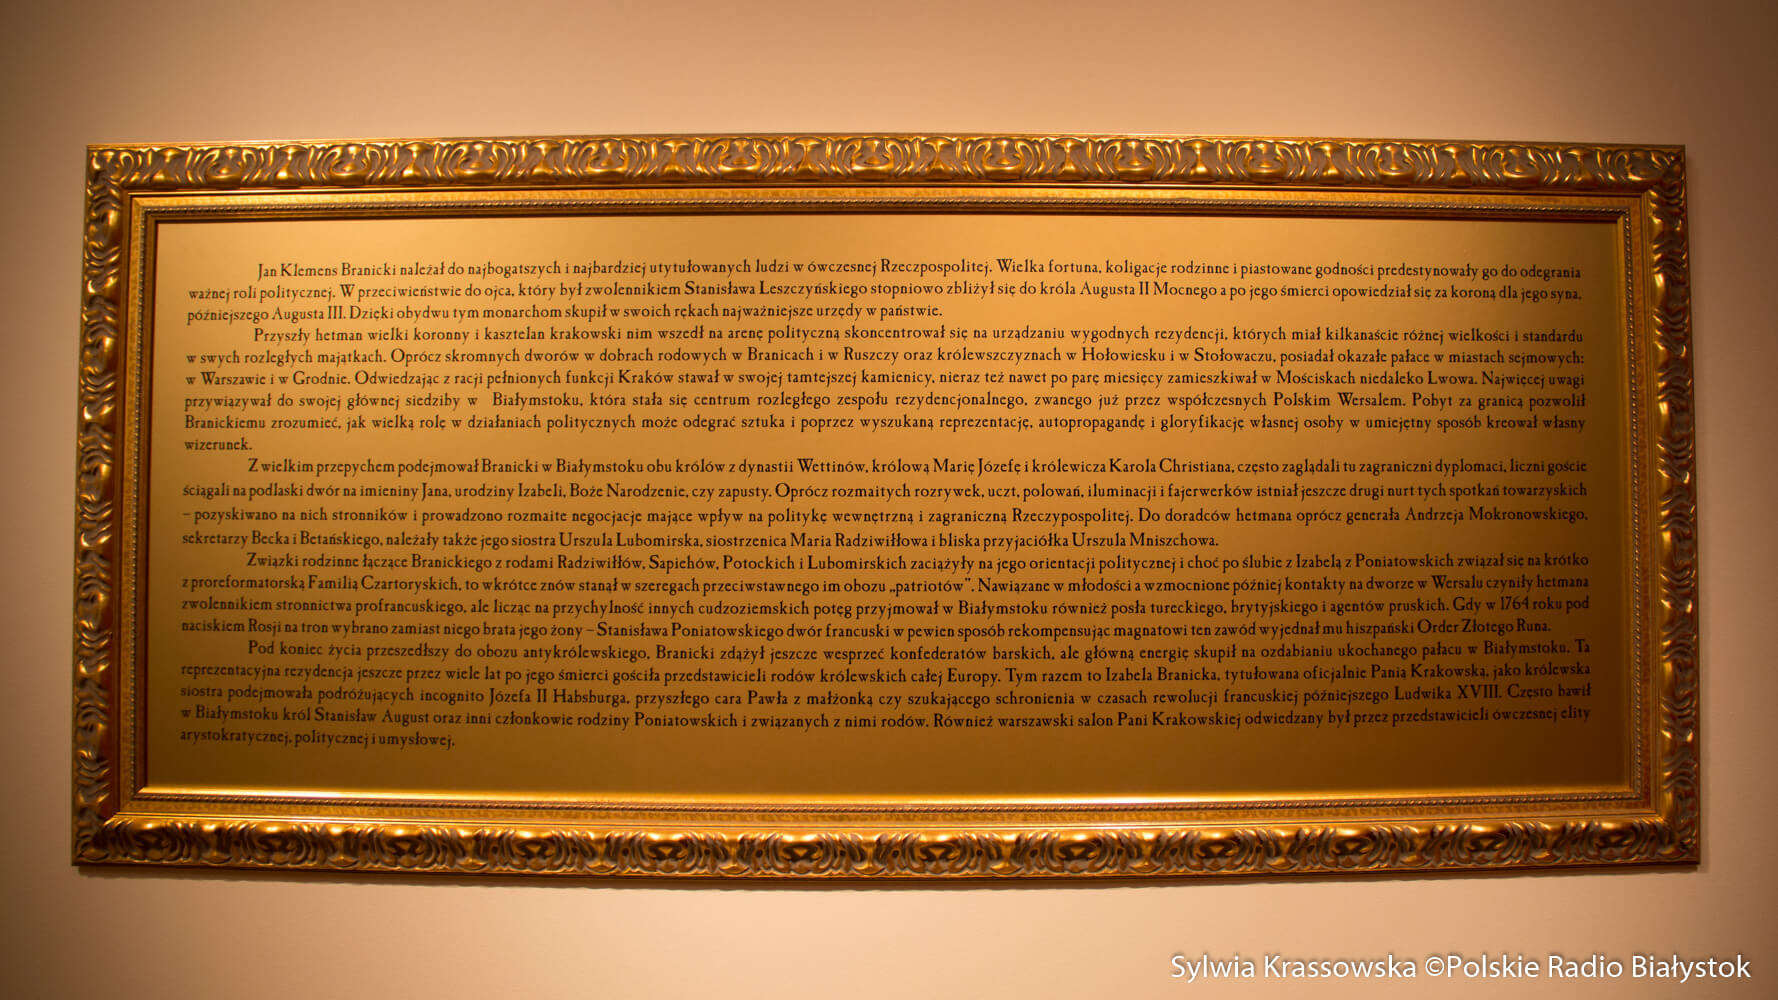 Jan Klemens Branicki należał do najbogatszych i najbardziej utytułowanych ludzi w ówczesnej Rzeczpospolitej. Wielka fortuna, koligacje rodzinne i piastowane godności predestynowały go do odegrania
ważnej roli politycznej. W przeciwieństwie do ojca, który był zwolennikiem Stanisława Leszczyńskiego stopniowo zbliżył się do króla Augusta II Mocnego a po jego śmierci opowiedział się za koroną dla jego syna,
późniejszego Augusta III. Dzięki obydwu tym monarchom skupił w swoich rękach najważniejsze urzędy w państwie.
Przyszły hetman wielki koronny i kasztelan krakowski nim wszedł na arenę polityczną skoncentrował się na urządzaniu wygodnych rezydencji, których miał kilkanaście różnej wielkości i standardu
w swych rozległych majątkach. Oprócz skromnych dworów w dobrach rodowych w Branicach i w Ruszczy oraz królewszczyznach w Hołowiesku i w Stołowaczu, posiadał okazałe pałace w miastach sejmowych:
w Warszawie i w Grodnie. Odwiedzając z racji pełnionych funkcji Kraków stawał w swojej tamtejszej kamienicy, nieraz też nawet po parę miesięcy zamieszkiwał w Mościskach niedaleko Lwowa. Najwięcej uwagi
przywiązywał do swojej głównej siedziby w Białymstoku, która stała się centrum rozległego zespołu rezydencjonalnego, zwanego już przez współczesnych Polskim Wersalem. Pobyt za granicą pozwolił
Branickiemu zrozumieć, jak wielką rolę w działaniach politycznych może odegrać sztuka i poprzez wyszukaną reprezentację, autopropagandę i gloryfikację własnej osoby w umiejętny sposób kreował własny
wizerunek.
Z wielkim przepychem podejmował Branicki w Białymstoku obu królów z dynastii Wettinów, królową Marię Józefę i królewicza Karola Christiana, często zaglądali tu zagraniczni dyplomaci, liczni goście
ściągali na podlaski dwór na imieniny Jana, urodziny Izabeli, Boże Narodzenie, czy zapusty. Oprócz rozmaitych rozrywek, uczt, polowań, iluminacji i fajerwerków istniał jeszcze drugi nurt tych spotkań towarzyskich
– pozyskiwano na nich stronników i prowadzono rozmaite negocjacje mające wpływ na politykę wewnętrzną i zagraniczną Rzeczypospolitej. Do doradców hetmana oprócz generała Andrzeja Mokronowskiego,
sekretarzy Becka i Betańskiego, należały także jego siostra Urszula Lubomirska, siostrzenica Maria Radziwiłłowa i bliska przyjaciółka Urszula Mniszchowa.
Związki rodzinne łączące Branickiego z rodami Radziwiłłów, Sapiehów, Potockich i Lubomirskich zaciążyły na jego orientacji politycznej i choć po ślubie z Izabelą z Poniatowskich związał się na krótko
z proreformatorską Familią Czartoryskich, to wkrótce znów stanął w szeregach przeciwstawnego im obozu „patriotów”. Nawiązane w młodości a wzmocnione później kontakty na dworze w Wersalu czyniły hetmana
zwolennikiem stronnictwa profrancuskiego, ale licząc na przychylność innych cudzoziemskich potęg przyjmował w Białymstoku również posła tureckiego, brytyjskiego i agentów pruskich. Gdy w 1764 roku pod
naciskiem Rosji na tron wybrano zamiast niego brata jego żony – Stanisława Poniatowskiego dwór francuski w pewien sposób rekompensując magnatowi ten zawód wyjednał mu hiszpański Order Złotego Runa.
Pod koniec życia przeszedłszy do obozu antykrólewskiego, Branicki zdążył jeszcze wesprzeć konfederatów barskich, ale główną energię skupił na ozdabianiu ukochanego pałacu w Białymstoku. Ta
reprezentacyjna rezydencja jeszcze przez wiele lat po jego śmierci gościła przedstawicieli rodów królewskich całej Europy. Tym razem to Izabela Branicka, tytułowana oficjalnie Panią Krakowską, jako królewska
siostra podejmowała podróżujących incognito Józefa II Habsburga, przyszłego cara Pawła z małżonką czy szukającego schronienia w czasach rewolucji francuskiej późniejszego Ludwika XVIII. Często bawił
w Białymstoku król Stanisław August oraz inni członkowie rodziny Poniatowskich i związanych z nimi rodów. Również warszawski salon Pani Krakowskiej odwiedzany był przez przedstawicieli ówczesnej elity
arystokratycznej, politycznej i umysłowej.
Sylwia Krassowska ©Polskie Radio Białystok